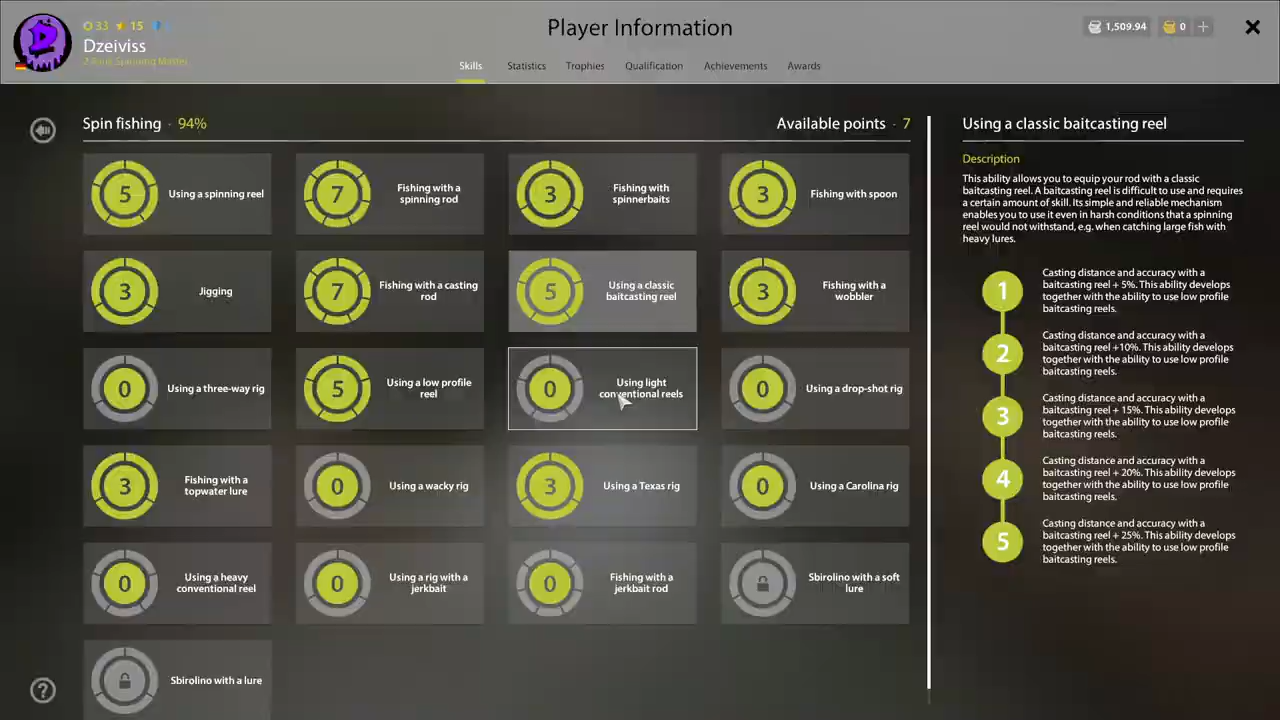 33 15
Player Information
1,509.94 0 +
Dzeiviss
Skills Statistics Trophies Qualification Achievements Awards
Spin fishing · 94%
Available points · 7
5 Using a spinning reel
7 Fishing with a
spinning rod
3 Fishing with
spinnerbaits
3 Fishing with spoon
3 Jigging
7 Fishing with a casting
rod
5 Using a classic
baitcasting reel
3 Fishing with a
wobbler
0 Using a three-way rig
5 Using a low profile
reel
0 Using light
conventional reels
0 Using a drop-shot rig
3 Fishing with a
topwater lure
0 Using a wacky rig
3 Using a Texas rig
0 Using a Carolina rig
0 Using a heavy
conventional reel
0 Using a rig with a
jerkbait
0 Fishing with a
jerkbait rod
Sbirolino with a soft
lure
Sbirolino with a lure
?
Using a classic baitcasting reel
Description
This ability allows you to equip your rod with a classic
baitcasting reel. A baitcasting reel is difficult to use and requires
a certain amount of skill. Its simple and reliable mechanism
enables you to use it even in harsh conditions that a spinning
reel would not withstand, e.g. when catching large fish with
heavy lures.
1 Casting distance and accuracy with a
baitcasting reel + 5%. This ability develops
together with the ability to use low profile
baitcasting reels.
2 Casting distance and accuracy with a
baitcasting reel +10%. This ability develops
together with the ability to use low profile
baitcasting reels.
3 Casting distance and accuracy with a
baitcasting reel + 15%. This ability develops
together with the ability to use low profile
baitcasting reels.
4 Casting distance and accuracy with a
baitcasting reel + 20%. This ability develops
together with the ability to use low profile
baitcasting reels.
5 Casting distance and accuracy with a
baitcasting reel + 25%. This ability develops
together with the ability to use low profile
baitcasting reels.